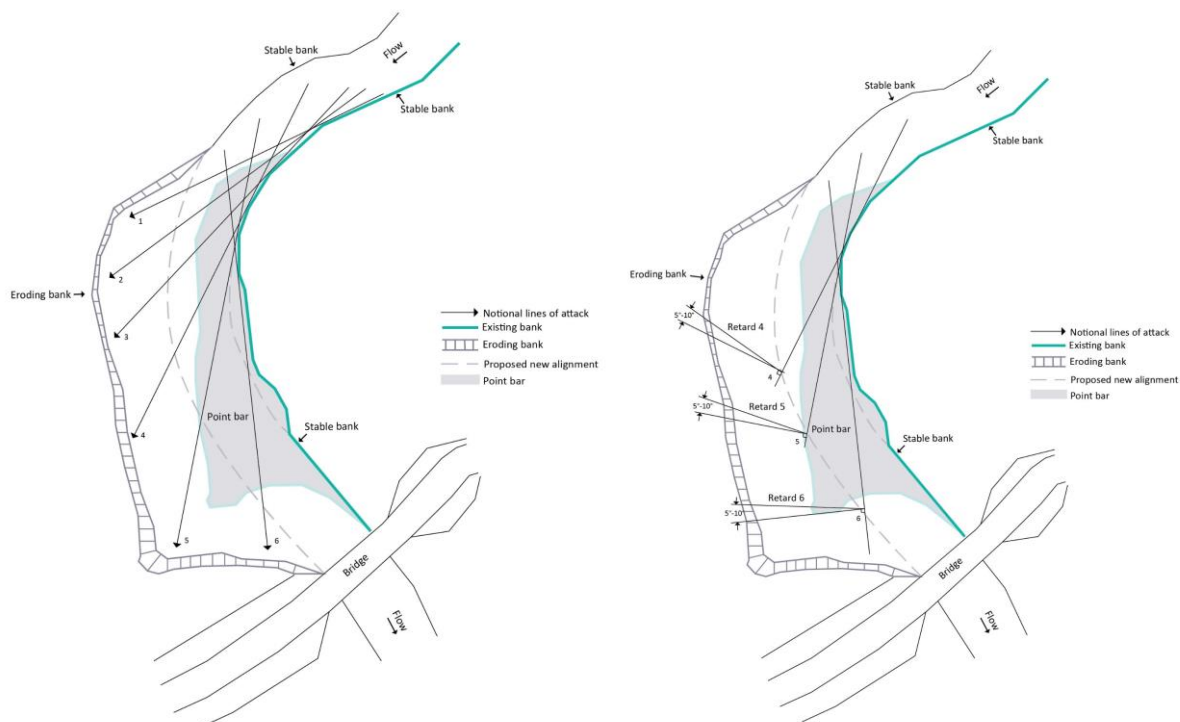 Stable bank
Flow
Stable bank
1
2
Eroding bank
3
Point bar
4
5
6
Bridge
Flow
Notional lines of attack
Existing bank
Eroding bank
Proposed new alignment
Point bar
Stable bank
Stable bank
Flow
Stable bank
Eroding bank
5°-10°
Retard 4
4
5°-10°
Retard 5
5
Point bar
Stable bank
Retard 6
5°-10°
6
Bridge
Flow
Notional lines of attack
Existing bank
Eroding bank
Proposed new alignment
Point bar